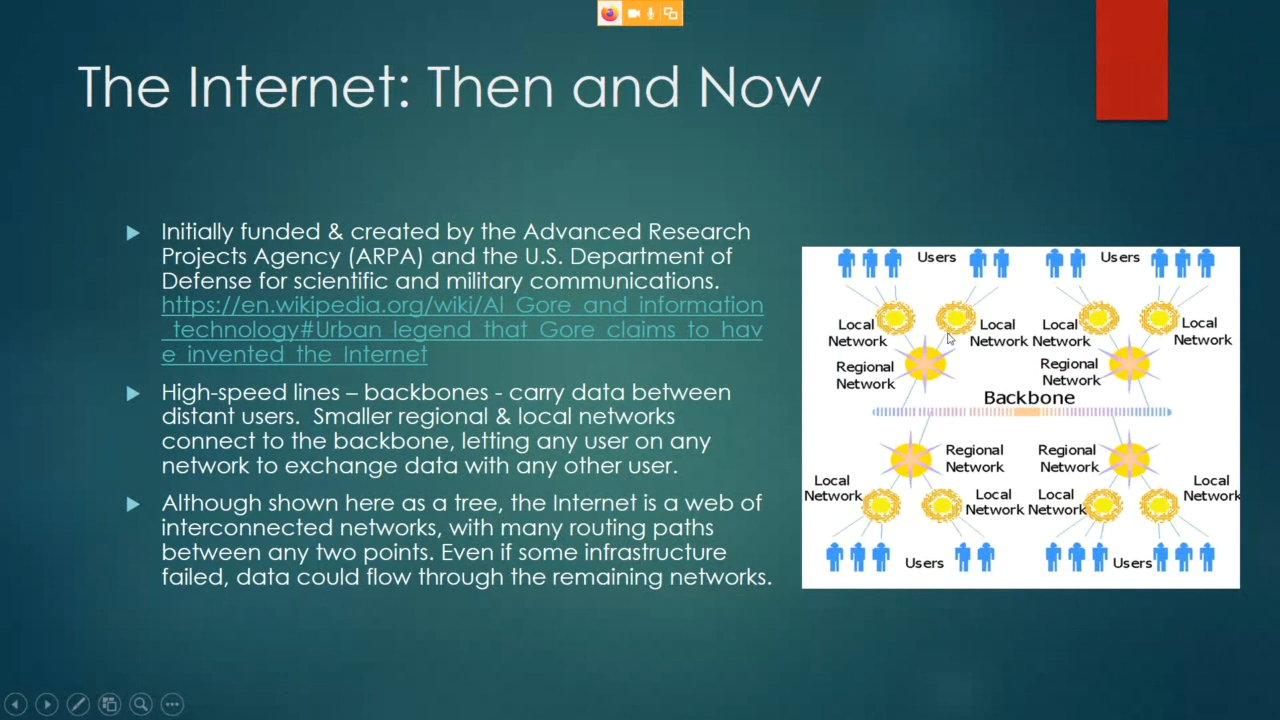 The Internet: Then and Now
Initially funded & created by the Advanced Research
Projects Agency (ARPA) and the U.S. Department of
Defense for scientific and military communications.
https://en.wikipedia.org/wiki/Al_Gore_and_information
_technology#Urban_legend_that_Gore_claims_to_hav
e_invented_the_Internet
High-speed lines – backbones - carry data between
distant users.  Smaller regional & local networks
connect to the backbone, letting any user on any
network to exchange data with any other user.
Although shown here as a tree, the Internet is a web of
interconnected networks, with many routing paths
between any two points. Even if some infrastructure
failed, data could flow through the remaining networks.
Users
Users
Local
Network
Local
Network
Local
Network
Local
Network
Regional
Network
Regional
Network
Backbone
Regional
Network
Regional
Network
Local
Network
Local
Network
Local
Network
Local
Network
Users
Users